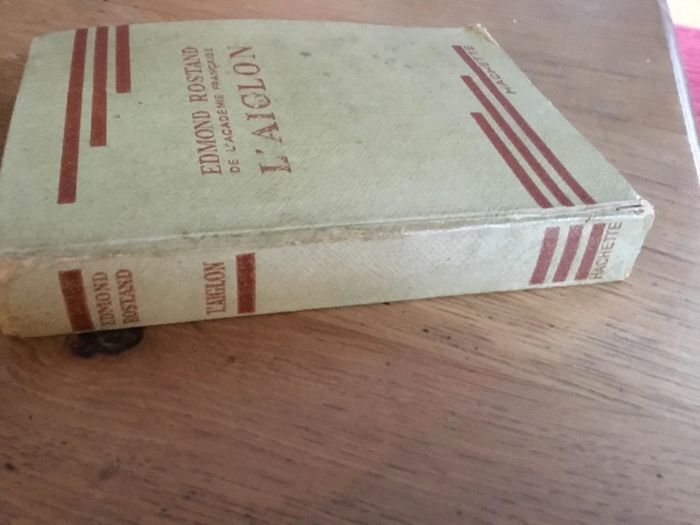 EDMOND ROSTAND
DE L'ACADÉMIE FRANÇAISE
L'AIGLON
HACHETTE
EDMOND
ROSTAND
L'AIGLON
HACHETTE